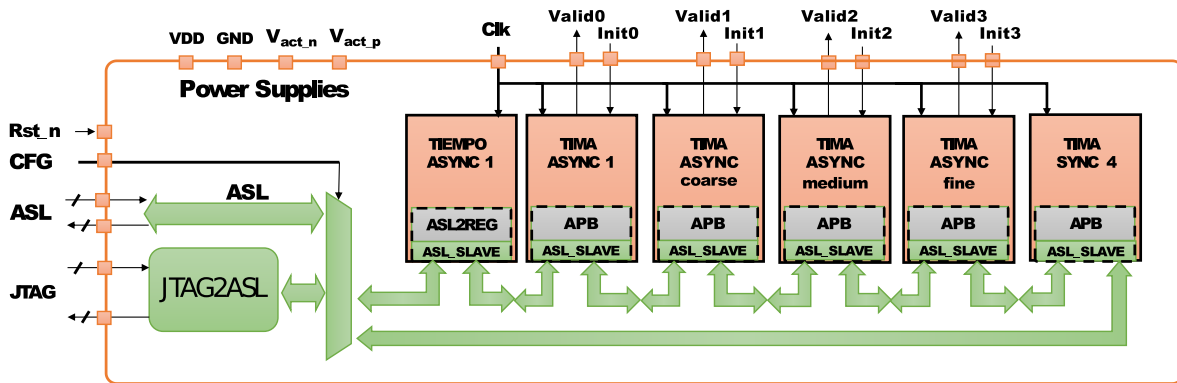 Valid0
Valid1
Valid2
Valid3
VDD
GND
Vact_n
Vact_p
Clk
Init0
Init1
Init2
Init3
Power Supplies
Rst_n
CFG
ASL
ASL
JTAG
JTAG2ASL
TIEMPO
ASYNC 1
ASL2REG
ASL_SLAVE
TIMA
ASYNC 1
APB
ASL_SLAVE
TIMA
ASYNC
coarse
APB
ASL_SLAVE
TIMA
ASYNC
medium
APB
ASL_SLAVE
TIMA
ASYNC
fine
APB
ASL_SLAVE
TIMA
SYNC 4
APB
ASL_SLAVE